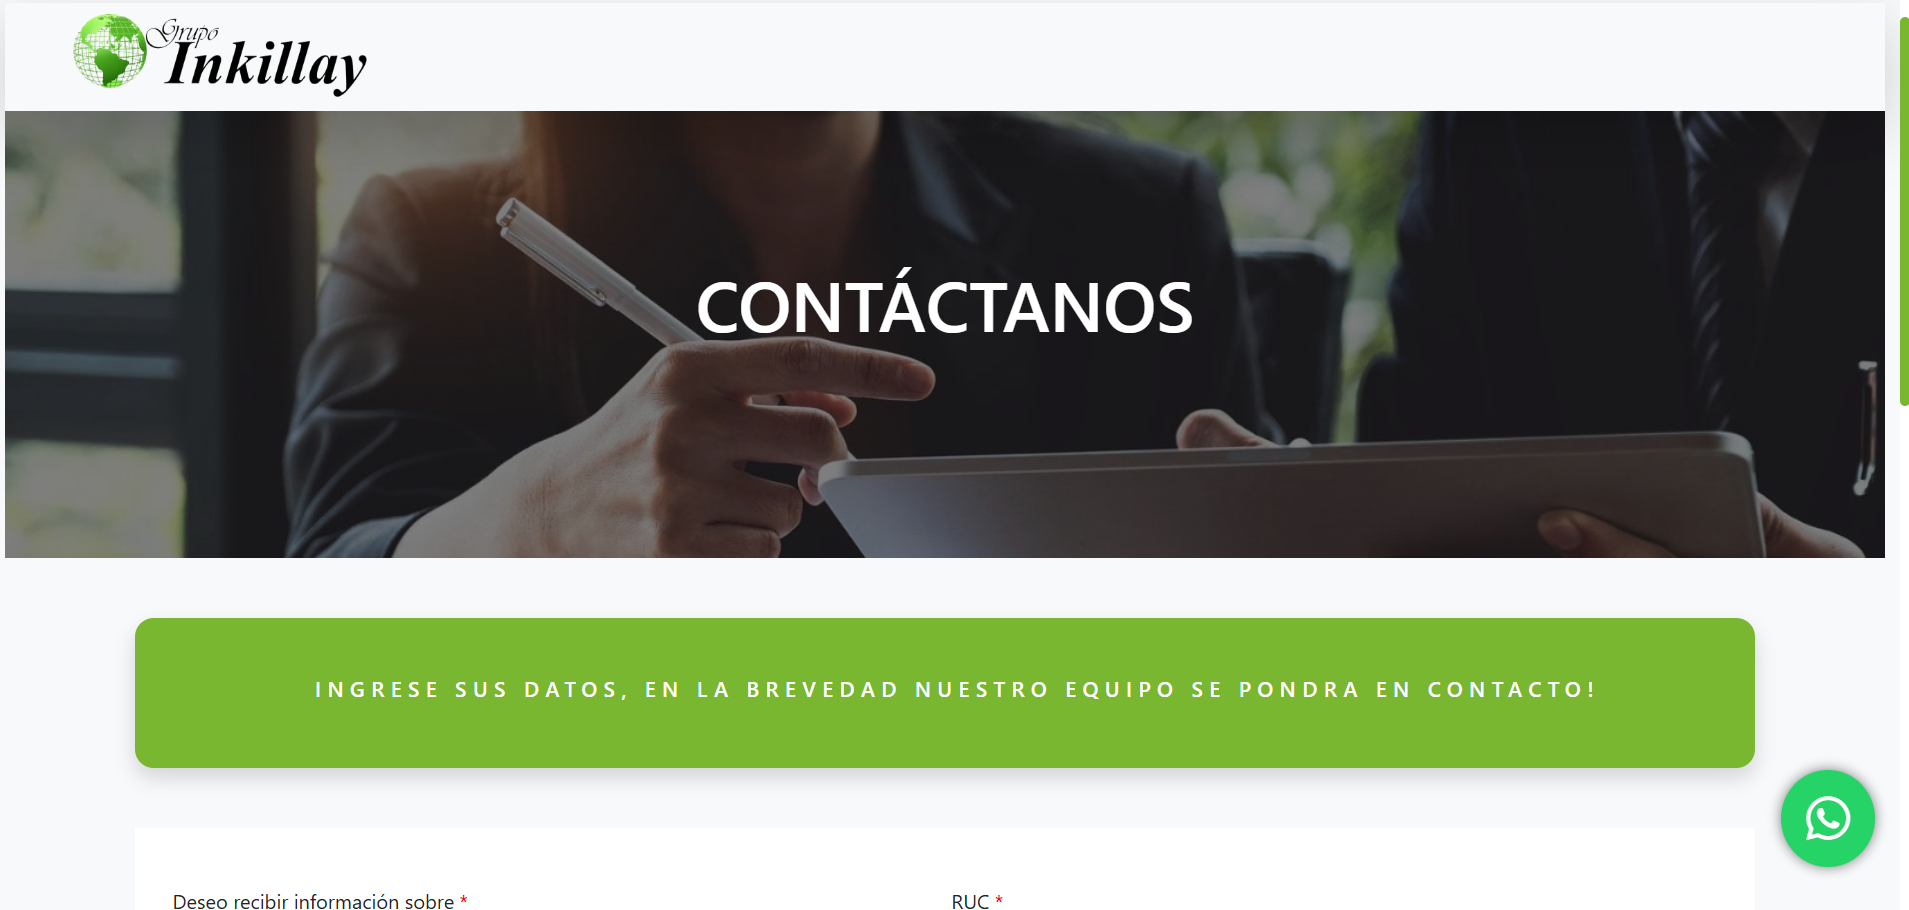 Grupo
Inkillay
CONTÁCTANOS
INGRESE SUS DATOS, EN LA BREVEDAD NUESTRO EQUIPO SE PONDRA EN CONTACTO!
Deseo recibir información sobre *
RUC *